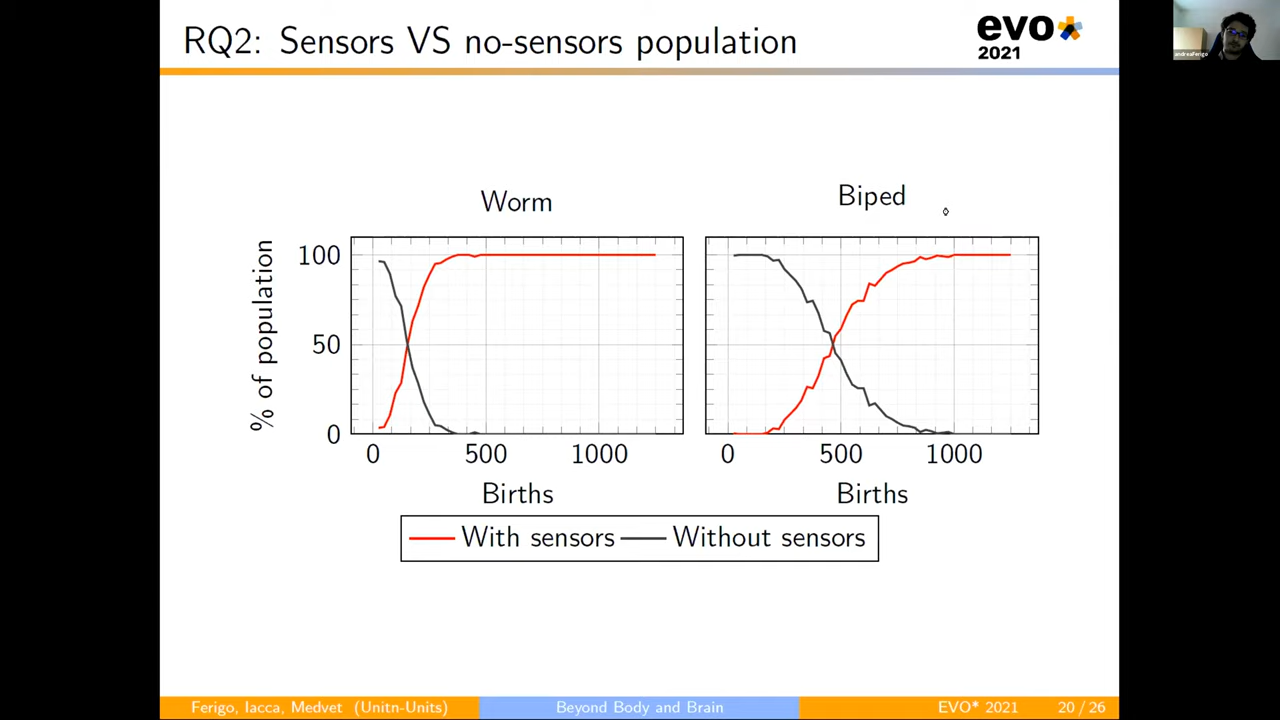 RQ2: Sensors VS no-sensors population
evo*
2021
andreaFerigo
Worm
Biped
% of population
100
50
0
0 500 1000
0 500 1000
Births
Births
With sensors Without sensors
Ferigo, Iacca, Medvet (Unitn-Units) Beyond Body and Brain EVO* 2021 20 / 26